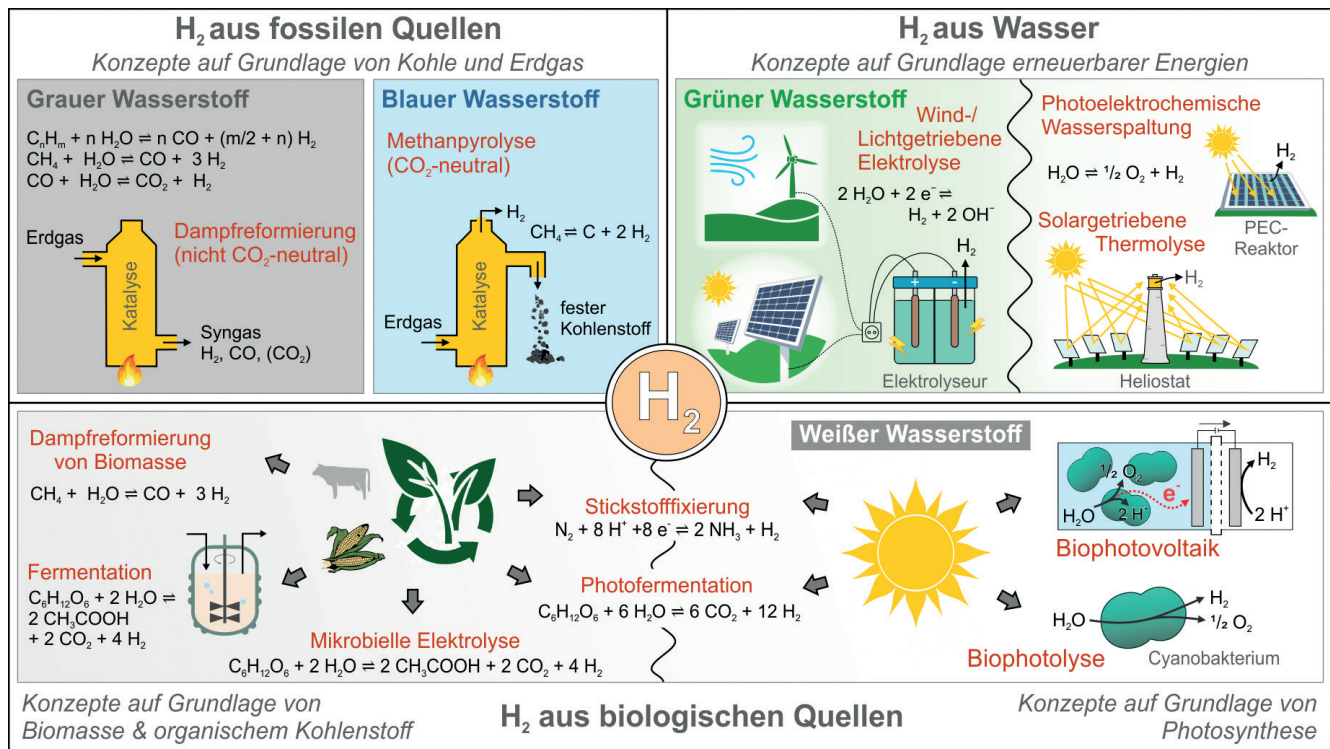 H₂ aus fossilen Quellen
Konzepte auf Grundlage von Kohle und Erdgas
Grauer Wasserstoff
CₙHₘ + n H₂O ⇌ n CO + (m/2 + n) H₂
CH₄ + H₂O ⇌ CO + 3 H₂
CO + H₂O ⇌ CO₂ + H₂
Dampfreformierung
(nicht CO₂-neutral)
Erdgas
Katalyse
Syngas
H₂, CO, (CO₂)
Blauer Wasserstoff
Methanpyrolyse
(CO₂-neutral)
H₂
CH₄ ⇌ C + 2 H₂
Katalyse
fester
Kohlenstoff
Erdgas
H₂ aus Wasser
Konzepte auf Grundlage erneuerbarer Energien
Grüner Wasserstoff
Wind-/
Lichtgetriebene
Elektrolyse
2 H₂O + 2 e⁻ ⇌
H₂ + 2 OH⁻
H₂
+ -
Elektrolyseur
Photoelektrochemische
Wasserspaltung
H₂O ⇌ ½ O₂ + H₂
H₂
PEC-
Reaktor
Solargetriebene
Thermolyse
H₂
Heliostat
H₂
Dampfreformierung
von Biomasse
CH₄ + H₂O ⇌ CO + 3 H₂
Fermentation
C₆H₁₂O₆ + 2 H₂O ⇌
2 CH₃COOH
+ 2 CO₂ + 4 H₂
Mikrobielle Elektrolyse
C₆H₁₂O₆ + 2 H₂O ⇌ 2 CH₃COOH + 2 CO₂ + 4 H₂
Stickstofffixierung
N₂ + 8 H⁺ +8 e⁻ ⇌ 2 NH₃ + H₂
Photofermentation
C₆H₁₂O₆ + 6 H₂O ⇌ 6 CO₂ + 12 H₂
Weißer Wasserstoff
½ O₂
e⁻
H₂O
2 H⁺
H₂
2 H⁺
Biophotovoltaik
H₂
H₂O
½ O₂
Biophotolyse
Cyanobakterium
Konzepte auf Grundlage von
Biomasse & organischem Kohlenstoff
H₂ aus biologischen Quellen
Konzepte auf Grundlage von
Photosynthese